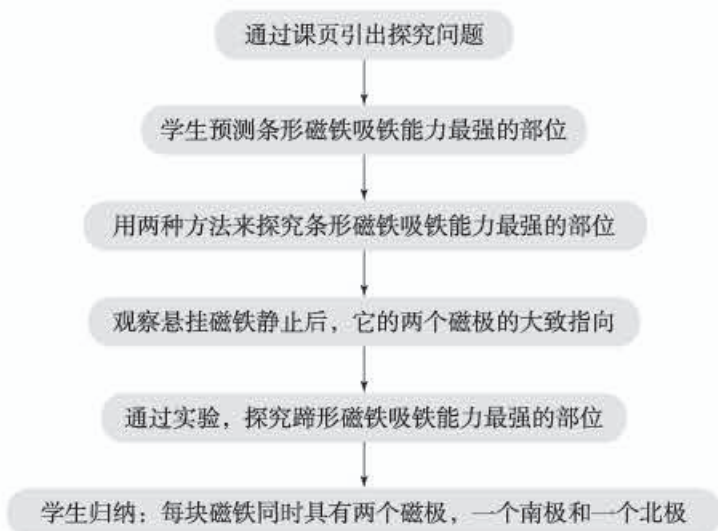 通过课页引出探究问题
学生预测条形磁铁吸铁能力最强的部位
用两种方法来探究条形磁铁吸铁能力最强的部位
观察悬挂磁铁静止后，它的两个磁极的大致指向
通过实验，探究蹄形磁铁吸铁能力最强的部位
学生归纳：每块磁铁同时具有两个磁极，一个南极和一个北极